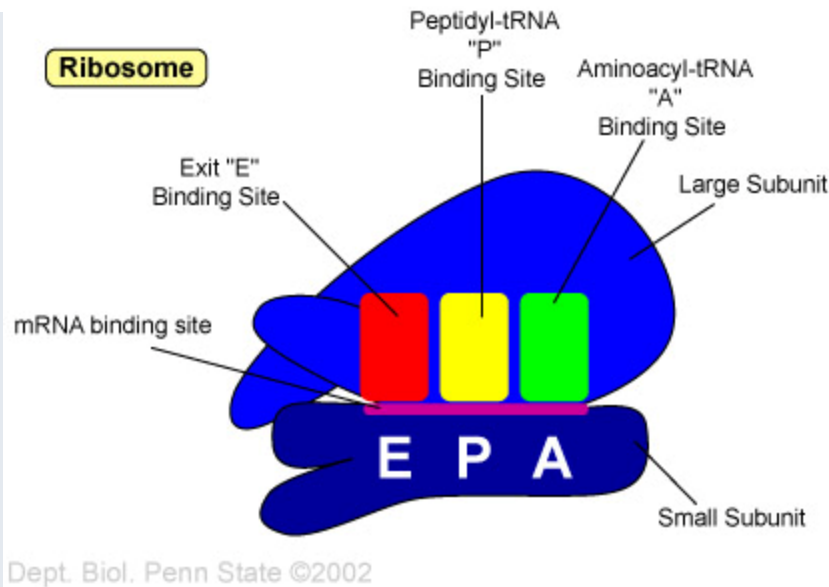 Peptidyl-tRNA
"P"
Binding Site
Ribosome
Aminoacyl-tRNA
"A"
Binding Site
Exit "E"
Binding Site
Large Subunit
mRNA binding site
E P A
Small Subunit
Dept. Biol. Penn State ©2002